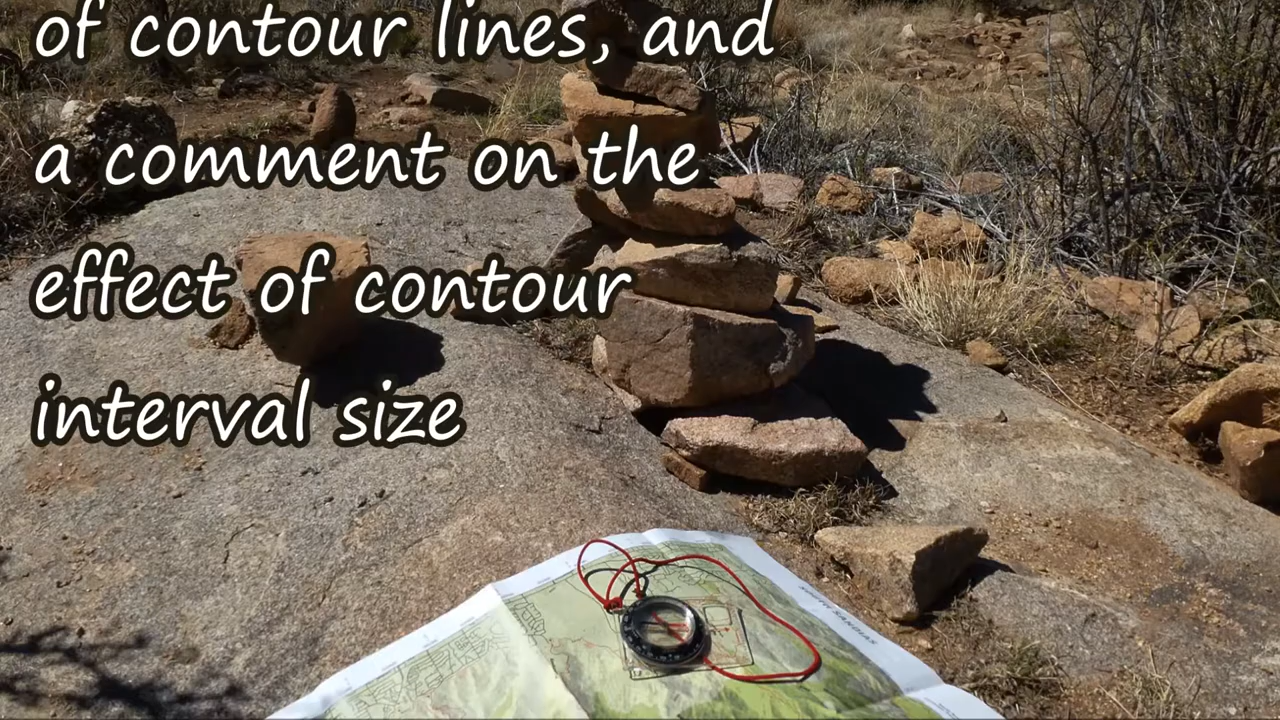 of contour lines, and
a comment on the
effect of contour
interval size